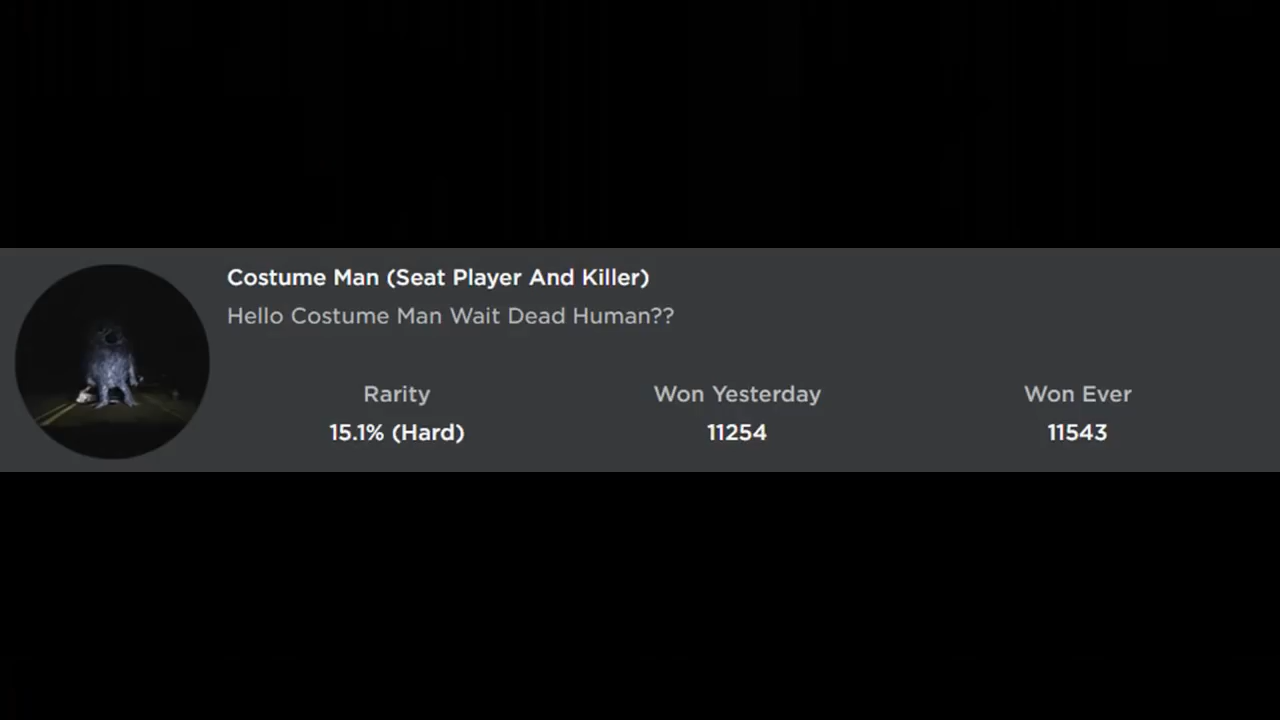 Costume Man (Seat Player And Killer)
Hello Costume Man Wait Dead Human??
Rarity Won Yesterday Won Ever
15.1% (Hard) 11254 11543